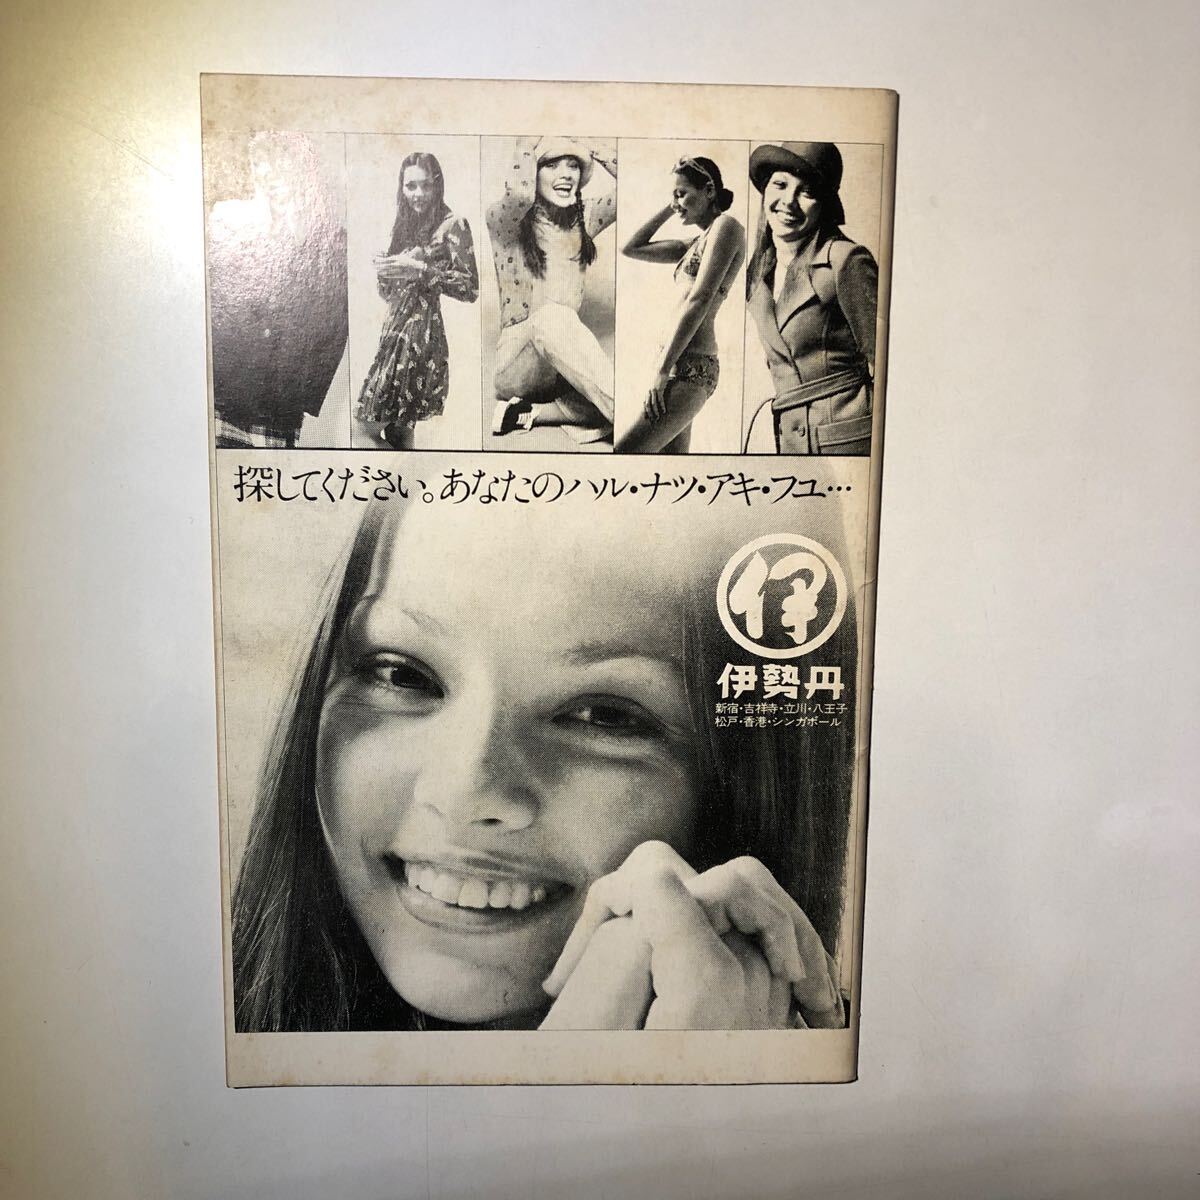 探してください。あなたのハル・ナツ・アキ・フユ…
伊
伊勢丹
新宿・吉祥寺・立川・八王子
松戸・香港・シンガポール